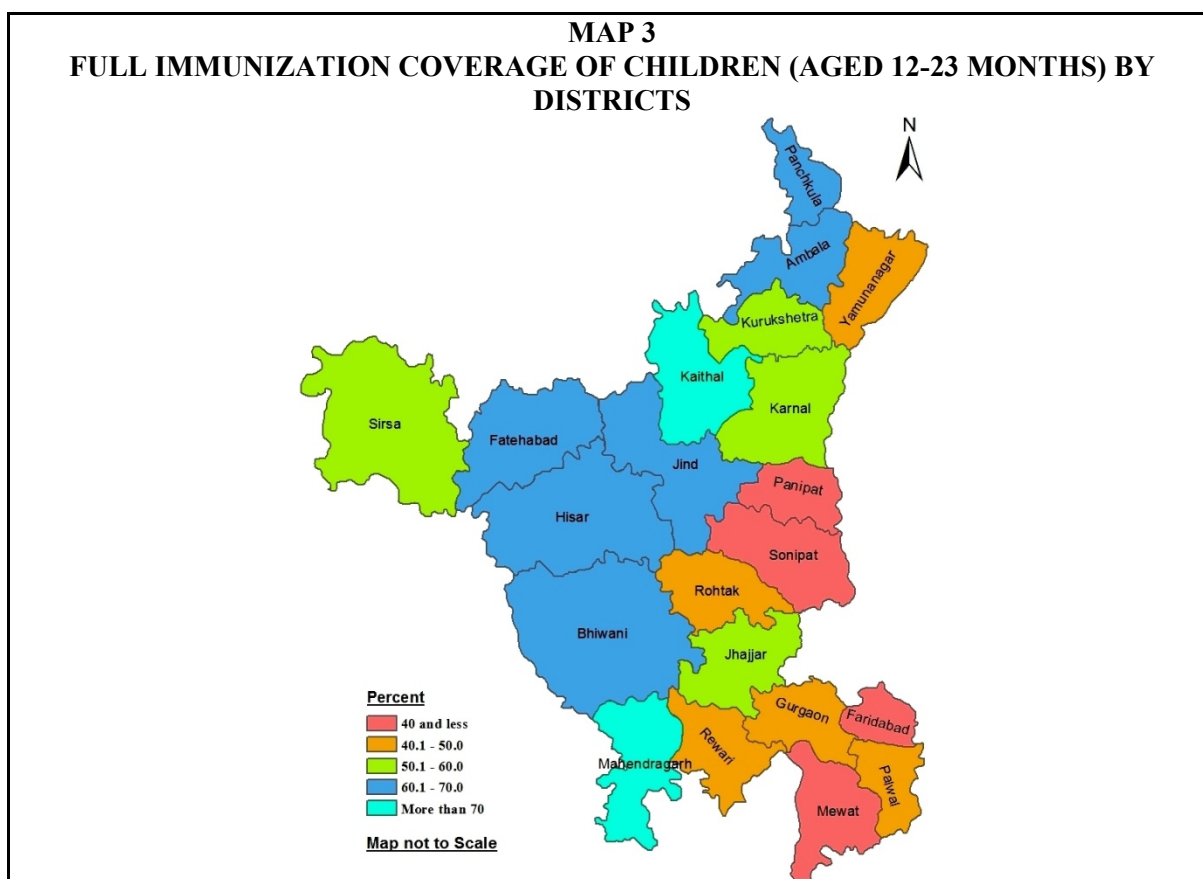 MAP 3
FULL IMMUNIZATION COVERAGE OF CHILDREN (AGED 12-23 MONTHS) BY
DISTRICTS
N
Panchkula
Ambala
Yamunanagar
Kurukshetra
Kaithal
Karnal
Sirsa
Fatehabad
Jind
Panipat
Hisar
Sonipat
Rohtak
Bhiwani
Jhajjar
Gurgaon
Faridabad
Rewari
Mahendragarh
Palwal
Mewat
Percent
40 and less
40.1 - 50.0
50.1 - 60.0
60.1 - 70.0
More than 70
Map not to Scale